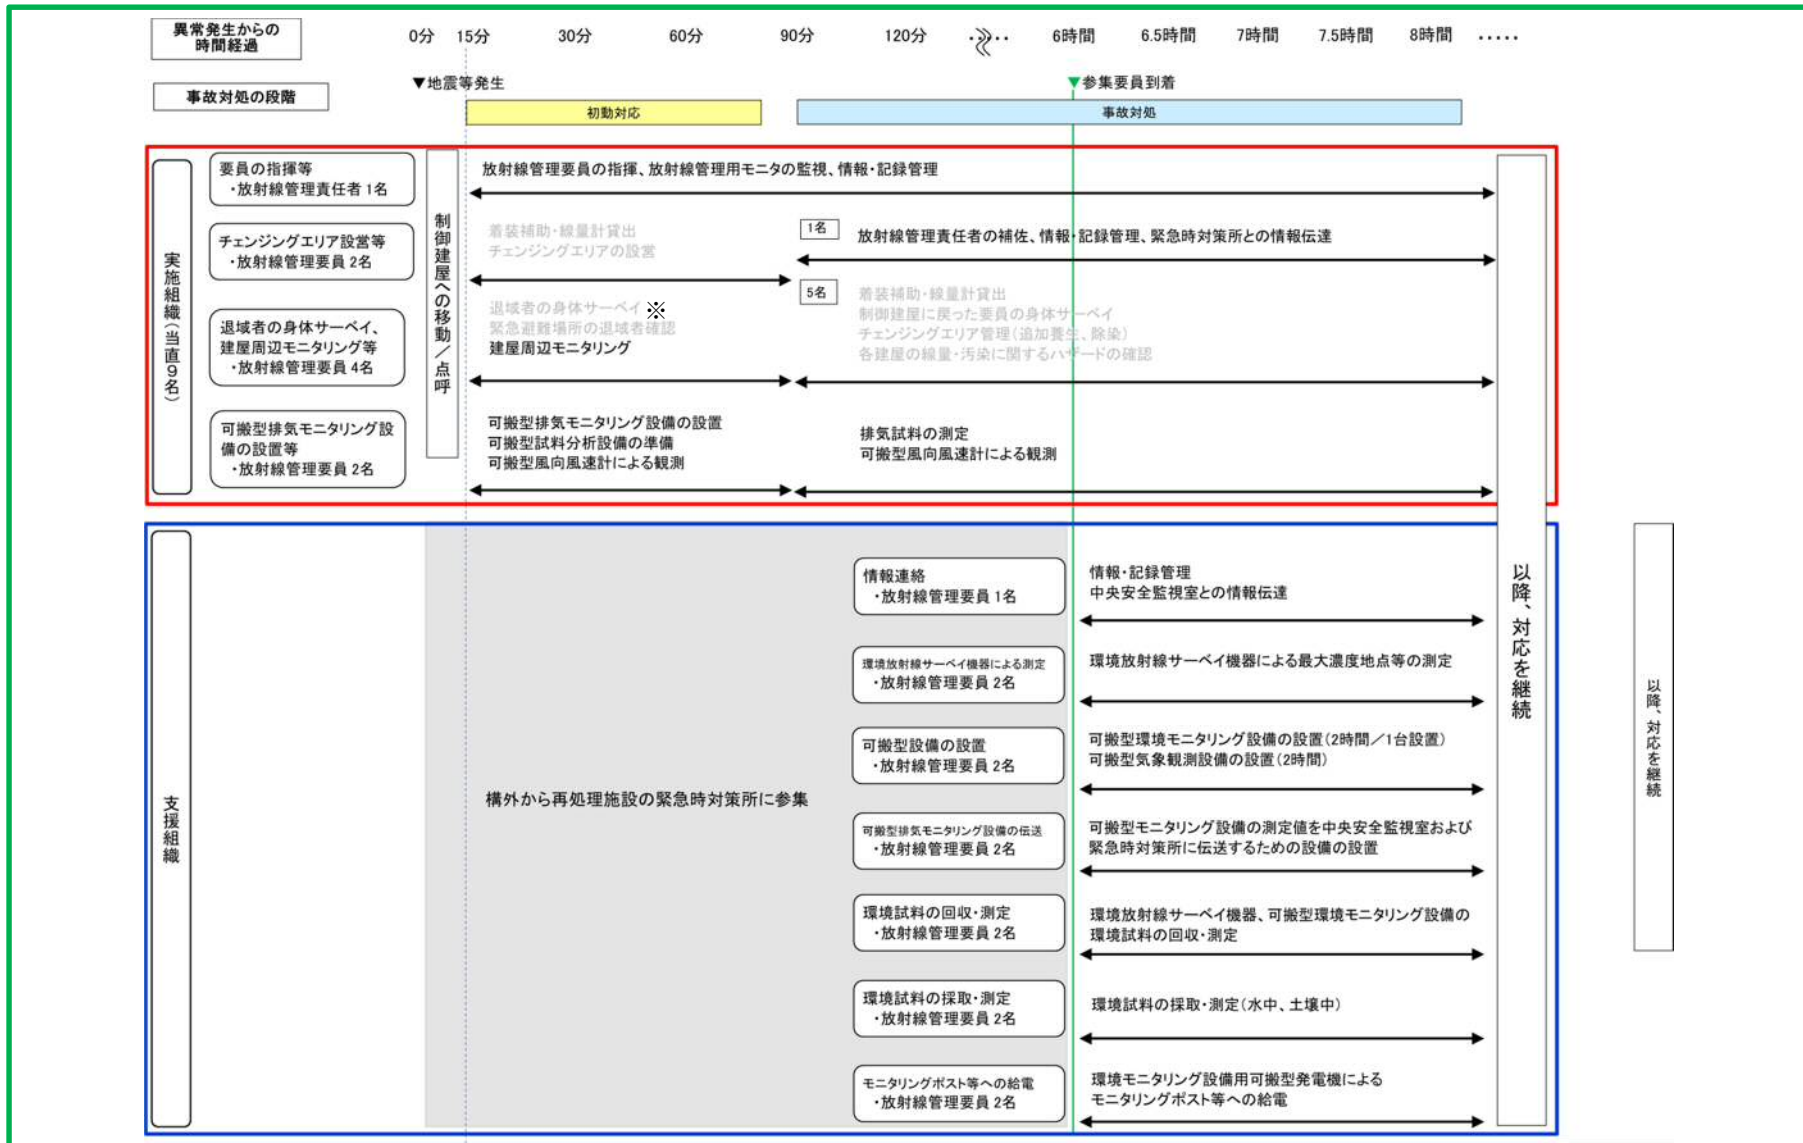 異常発生からの
時間経過
0分 15分 30分 60分 90分 120分 ･･･ 6時間 6.5時間 7時間 7.5時間 8時間 ･････
▼地震等発生
▼参集要員到着
事故対処の段階
初動対応
事故対処
実施組織(当直9名)
要員の指揮等
・放射線管理責任者 1名
チェンジングエリア設営等
・放射線管理要員 2名
退域者の身体サーベイ、
建屋周辺モニタリング等
・放射線管理要員 4名
可搬型排気モニタリング設
備の設置等
・放射線管理要員 2名
制御建屋への移動／点呼
放射線管理要員の指揮、放射線管理用モニタの監視、情報・記録管理
着装補助・線量計貸出
チェンジングエリアの設営
1名
放射線管理責任者の補佐、情報・記録管理、緊急時対策所との情報伝達
退域者の身体サーベイ ※
緊急避難場所の退域者確認
建屋周辺モニタリング
5名
着装補助・線量計貸出
制御建屋に戻った要員の身体サーベイ
チェンジングエリア管理(追加養生、除染)
各建屋の線量・汚染に関するハザードの確認
可搬型排気モニタリング設備の設置
可搬型試料分析設備の準備
可搬型風向風速計による観測
排気試料の測定
可搬型風向風速計による観測
支援組織
構外から再処理施設の緊急時対策所に参集
情報連絡
・放射線管理要員 1名
情報・記録管理
中央安全監視室との情報伝達
環境放射線サーベイ機器による測定
・放射線管理要員 2名
環境放射線サーベイ機器による最大濃度地点等の測定
可搬型設備の設置
・放射線管理要員 2名
可搬型環境モニタリング設備の設置(2時間／1台設置)
可搬型気象観測設備の設置(2時間)
可搬型排気モニタリング設備の伝送
・放射線管理要員 2名
可搬型モニタリング設備の測定値を中央安全監視室および
緊急時対策所に伝送するための設備の設置
環境試料の回収・測定
・放射線管理要員 2名
環境放射線サーベイ機器、可搬型環境モニタリング設備の
環境試料の回収・測定
環境試料の採取・測定
・放射線管理要員 2名
環境試料の採取・測定(水中、土壌中)
モニタリングポスト等への給電
・放射線管理要員 2名
環境モニタリング設備用可搬型発電機による
モニタリングポスト等への給電
以降、対応を継続
以降、対応を継続